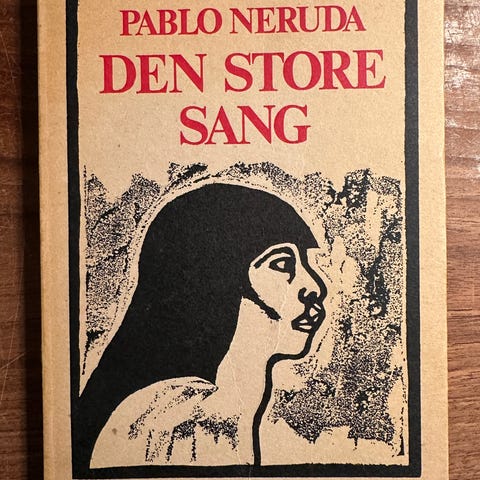 PABLO NERUDA
DEN STORE
SANG